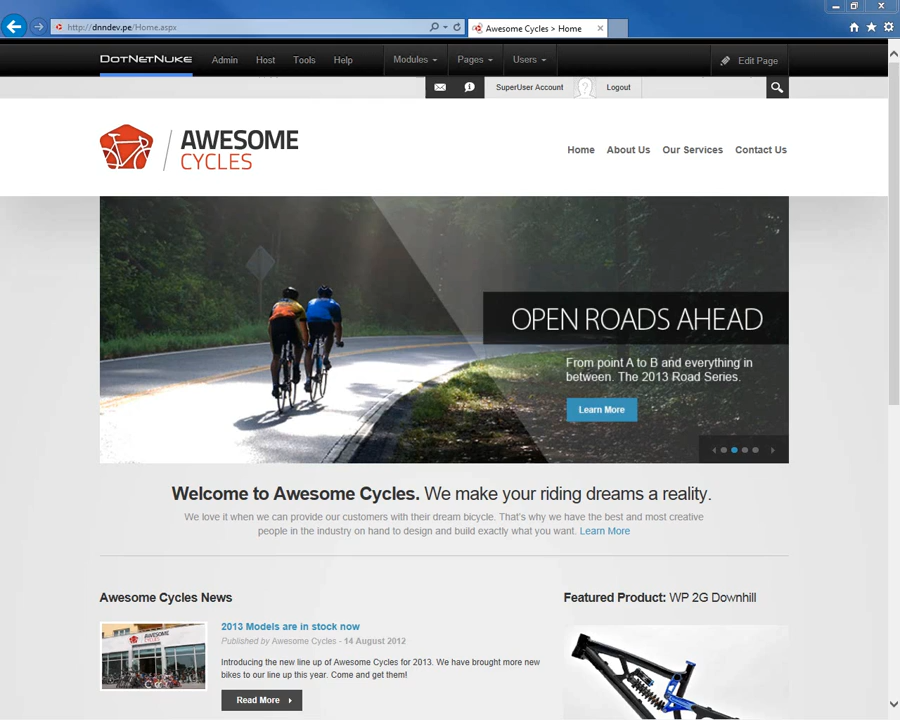 http://dnndev.pe/Home.aspx
Awesome Cycles > Home
DOTNETNUKE Admin Host Tools Help Modules Pages Users Edit Page
SuperUser Account Logout
AWESOME
CYCLES
Home About Us Our Services Contact Us
OPEN ROADS AHEAD
From point A to B and everything in
between. The 2013 Road Series.
Learn More
Welcome to Awesome Cycles. We make your riding dreams a reality.
We love it when we can provide our customers with their dream bicycle. That's why we have the best and most creative
people in the industry on hand to design and build exactly what you want. Learn More
Awesome Cycles News
Featured Product: WP 2G Downhill
AWESOME
CYCLES
2013 Models are in stock now
Published by Awesome Cycles - 14 August 2012
Introducing the new line up of Awesome Cycles for 2013. We have brought more new
bikes to our line up this year. Come and get them!
Read More